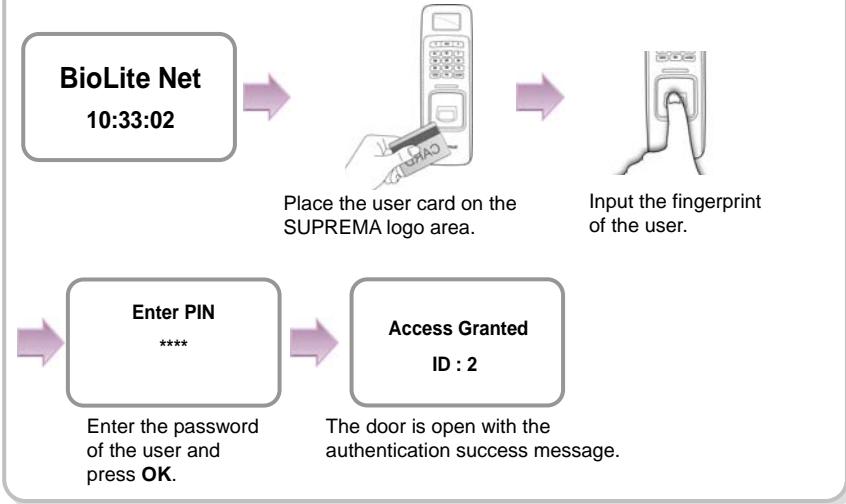 BioLite Net
10:33:02
CARD
Place the user card on the
SUPREMA logo area.
Input the fingerprint
of the user.
Enter PIN
****
Access Granted
ID : 2
Enter the password
of the user and
press OK.
The door is open with the
authentication success message.